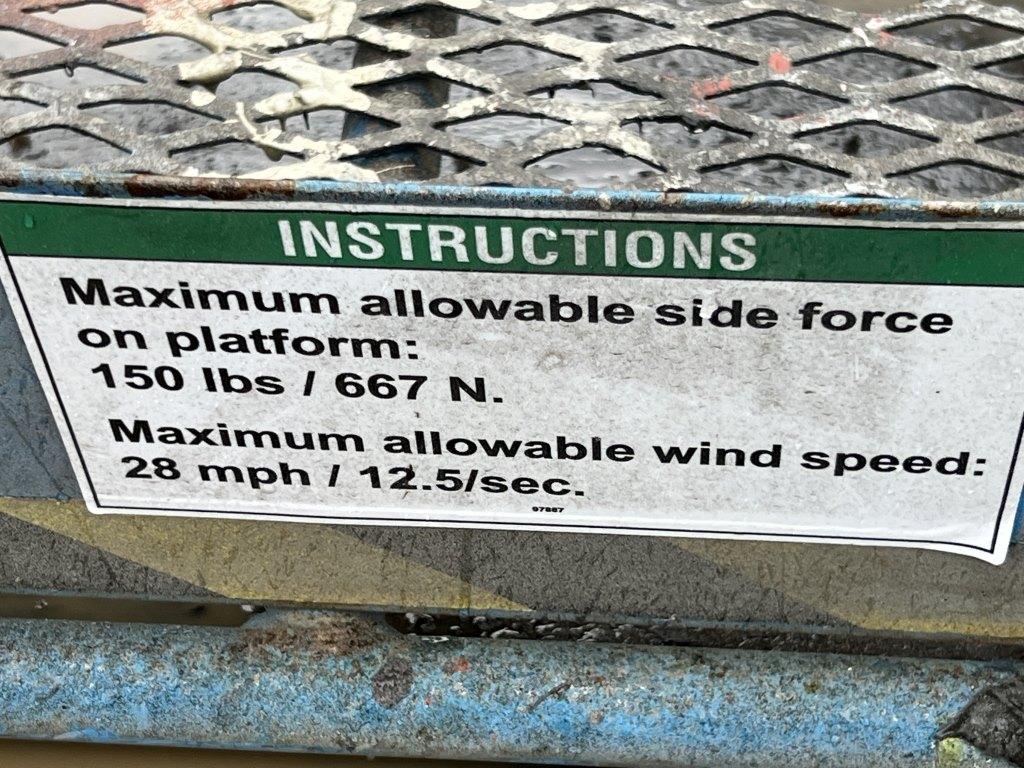 INSTRUCTIONS
Maximum allowable side force
on platform:
150 lbs / 667 N.
Maximum allowable wind speed:
28 mph / 12.5/sec.
97887